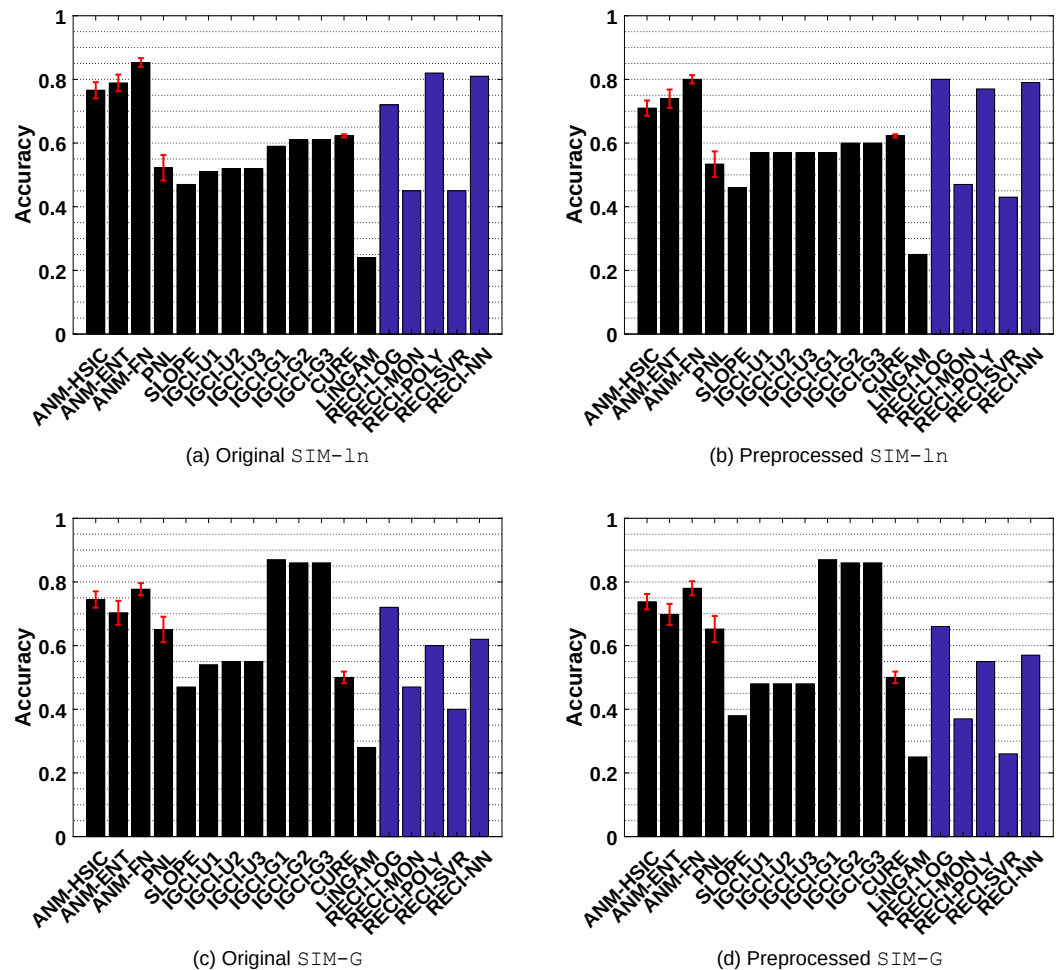 1
0.8
0.6
0.4
0.2
0
Accuracy
ANM-HSIC
ANM-ENT
ANM-FN
PNL
SLOPE
IGCI-U1
IGCI-U2
IGCI-U3
IGCI-G1
IGCI-G2
IGCI-G3
CURE
LINGAM
RECI-LOG
RECI-MON
RECI-POLY
RECI-SVR
RECI-NN
(a) Original SIM-ln
1
0.8
0.6
0.4
0.2
0
Accuracy
ANM-HSIC
ANM-ENT
ANM-FN
PNL
SLOPE
IGCI-U1
IGCI-U2
IGCI-U3
IGCI-G1
IGCI-G2
IGCI-G3
CURE
LINGAM
RECI-LOG
RECI-MON
RECI-POLY
RECI-SVR
RECI-NN
(b) Preprocessed SIM-ln
1
0.8
0.6
0.4
0.2
0
Accuracy
ANM-HSIC
ANM-ENT
ANM-FN
PNL
SLOPE
IGCI-U1
IGCI-U2
IGCI-U3
IGCI-G1
IGCI-G2
IGCI-G3
CURE
LINGAM
RECI-LOG
RECI-MON
RECI-POLY
RECI-SVR
RECI-NN
(c) Original SIM-G
1
0.8
0.6
0.4
0.2
0
Accuracy
ANM-HSIC
ANM-ENT
ANM-FN
PNL
SLOPE
IGCI-U1
IGCI-U2
IGCI-U3
IGCI-G1
IGCI-G2
IGCI-G3
CURE
LINGAM
RECI-LOG
RECI-MON
RECI-POLY
RECI-SVR
RECI-NN
(d) Preprocessed SIM-G